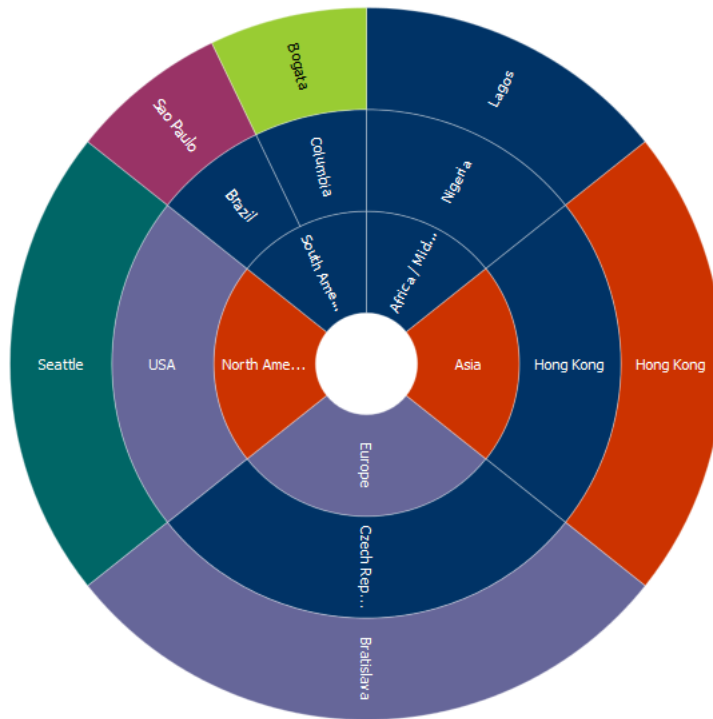 Bogata
Lagos
Sao Paulo
Columbia
Nigeria
Brazil
South Ame...
Africa / Mid...
Seattle
USA
North Ame...
Asia
Hong Kong
Hong Kong
Europe
Czech Rep...
Bratislava